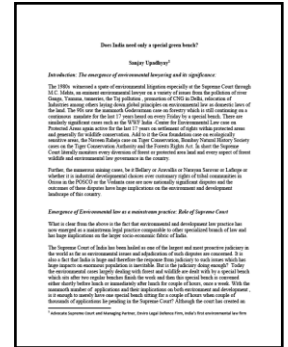 Does India need only a special green bench?
Sanjay Upadhyay¹
Introduction: The emergence of environmental lawyering and its significance:
The 1980s witnessed a spate of environmental litigation especially at the Supreme Court through
M.C. Mehta, an eminent environmental lawyer on a variety of issues from the pollution of river
Ganga, Yamuna, tanneries, the Taj pollution, promotion of CNG in Delhi, relocation of
Industries among others laying down global principles on environmental law as domestic laws of
the land. The 90s saw the mammoth Godavarman case on forestry which is still continuing on a
continuous mandate for the last 17 years heard on every Friday by a special bench. There are
similarly significant cases such as the WWF India -Center for Environmental Law case on
Protected Areas again active for the last 17 years on settlement of rights within protected areas
and generally for wildlife conservation. Add to it the Goa foundation case on ecologically
sensitive areas, the Naveen Raheja case on Tiger Conservation, Bombay Natural History Society
cases on the Tiger Conservation Authority and the Forests Rights Act. In short the Supreme
Court literally monitors every dimension of forest or protected area land and every aspect of forest
wildlife and environmental law governance in the country.
Further, the numerous mining cases, be it Bellary or Aravallis or Narayan Sarovar or Lafarge or
whether it is industrial developmental choices over customary rights of tribal communities in
Orissa in the POSCO or the Vedanta case are now nationally significant disputes and the
outcomes of these disputes have huge implications on the environment and development
landscape of this country.
Emergence of Environmental law as a mainstream practice: Role of Supreme Court
What is clear from the above is the fact that environmental and development law practice has
now emerged as a mainstream legal practice comparable to other specialized branch of law and
has huge implications on the larger socio-economic fabric of India.
The Supreme Court of India has been hailed as one of the largest and most proactive judiciary in
the world as far as environmental issues and adjudication of such disputes are concerned. It is
also a fact that India is huge and therefore the response from judiciary to such issues which has
huge impacts on enormous population is inevitable. But is the judiciary doing enough? Today
the environmental cases largely dealing with forest and wildlife are dealt with by a special bench
which sits after two regular benches finish the work and then this special bench is convened
either shortly before lunch or immediately after lunch for couple of hours, once a week. With the
mammoth number of applications and their implications on both environment and development,
is it enough to merely have one special bench sitting for a couple of hours when couple of
thousands of applications lie pending in the Supreme Court? Although the court has created an
¹ Advocate Supreme Court and Managing Partner, Enviro Legal Defence Firm, India's first environmental law firm